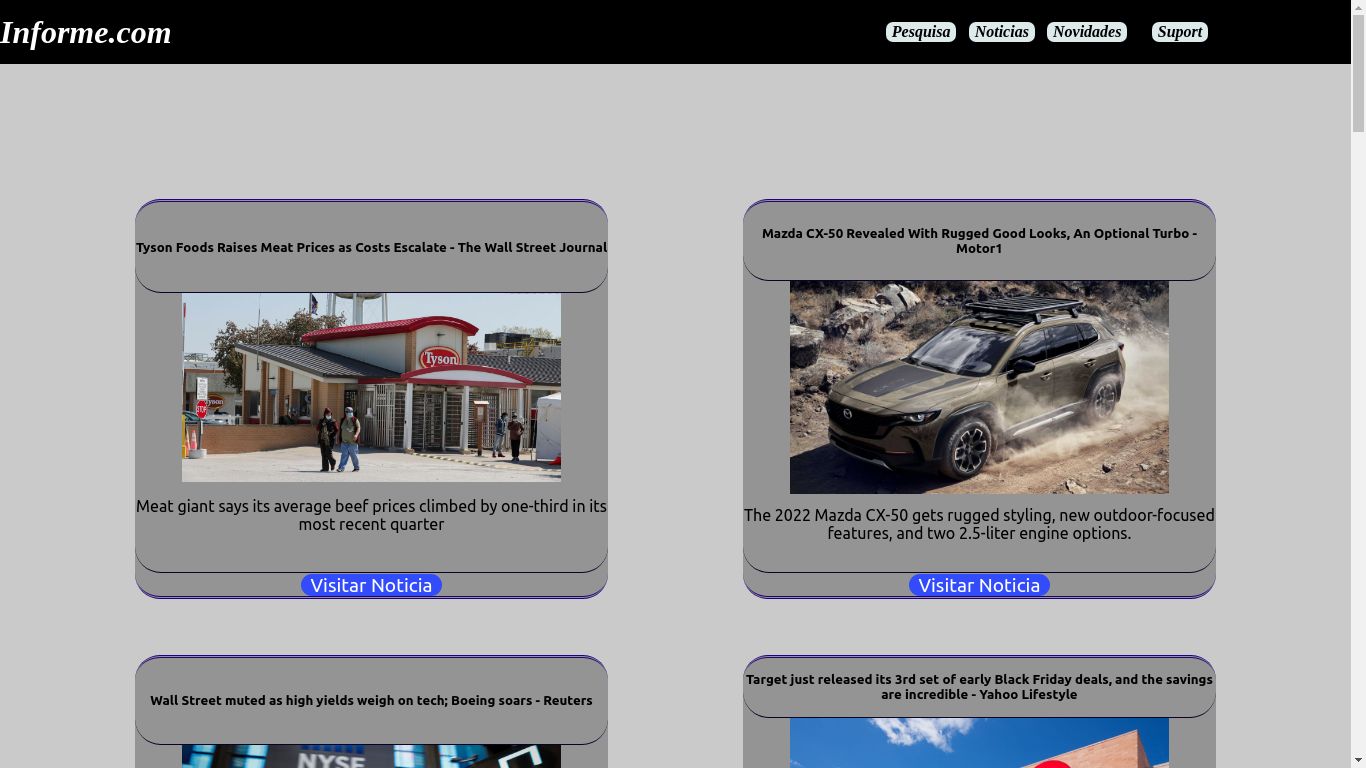 Informe.com
Pesquisa
Noticias
Novidades
Suport
Tyson Foods Raises Meat Prices as Costs Escalate - The Wall Street Journal
Tyson
STOP
Meat giant says its average beef prices climbed by one-third in its
most recent quarter
Visitar Noticia
Mazda CX-50 Revealed With Rugged Good Looks, An Optional Turbo -
Motor1
The 2022 Mazda CX-50 gets rugged styling, new outdoor-focused
features, and two 2.5-liter engine options.
Visitar Noticia
Wall Street muted as high yields weigh on tech; Boeing soars - Reuters
NYSE
Target just released its 3rd set of early Black Friday deals, and the savings
are incredible - Yahoo Lifestyle